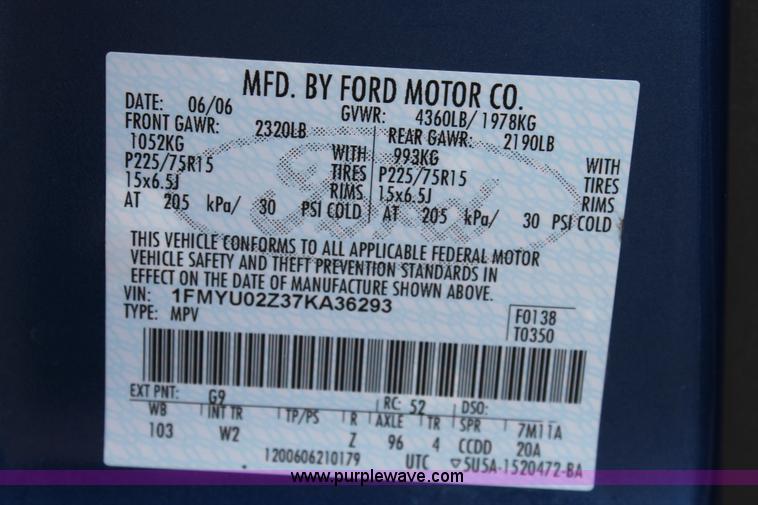 MFD. BY FORD MOTOR CO.
DATE: 06/06 GVWR: 4360LB/1978KG
FRONT GAWR: 2320LB REAR GAWR: 2190LB
1052KG WITH 993KG WITH
P225/75R15 TIRES P225/75R15 TIRES
15x6.5J RIMS 15x6.5J RIMS
AT 205 kPa/ 30 PSI COLD AT 205 kPa/ 30 PSI COLD
Ford
THIS VEHICLE CONFORMS TO ALL APPLICABLE FEDERAL MOTOR
VEHICLE SAFETY AND THEFT PREVENTION STANDARDS IN
EFFECT ON THE DATE OF MANUFACTURE SHOWN ABOVE.
VIN: 1FMYU02Z37KA36293
TYPE: MPV
F0138
T0350
EXT PNT: G9 RC: 52 DSO:
WB INT TR TP/PS R AXLE TR SPR 7M11A
103 W2 Z 96 4 CCDD 20A
1200606210179 UTC ▽5U5A-1520472-BA
www.purplewave.com